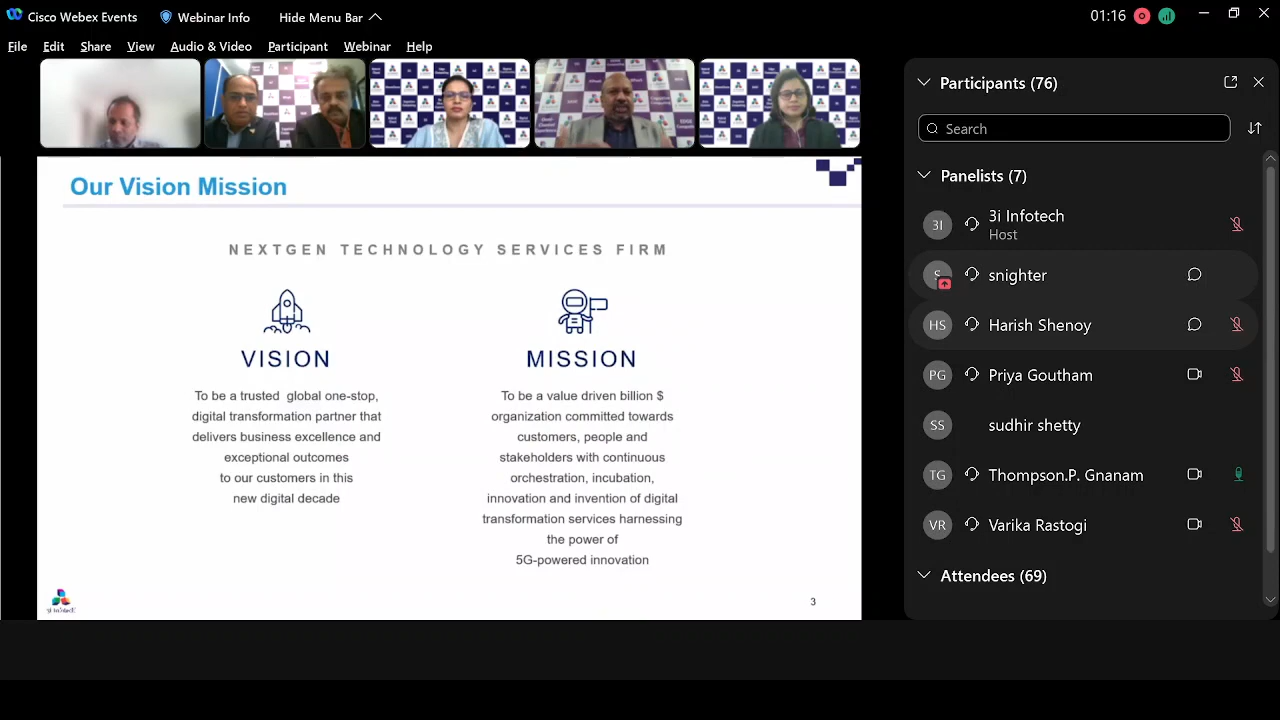 Cisco Webex Events
Webinar Info
Hide Menu Bar
01:16
File Edit Share View Audio & Video Participant Webinar Help
Participants (76)
Search
Panelists (7)
3I
3i Infotech
Host
S
snighter
HS
Harish Shenoy
PG
Priya Goutham
SS
sudhir shetty
TG
Thompson.P. Gnanam
VR
Varika Rastogi
Attendees (69)
Our Vision Mission
NEXTGEN TECHNOLOGY SERVICES FIRM
VISION
To be a trusted global one-stop,
digital transformation partner that
delivers business excellence and
exceptional outcomes
to our customers in this
new digital decade
MISSION
To be a value driven billion $
organization committed towards
customers, people and
stakeholders with continuous
orchestration, incubation,
innovation and invention of digital
transformation services harnessing
the power of
5G-powered innovation
3